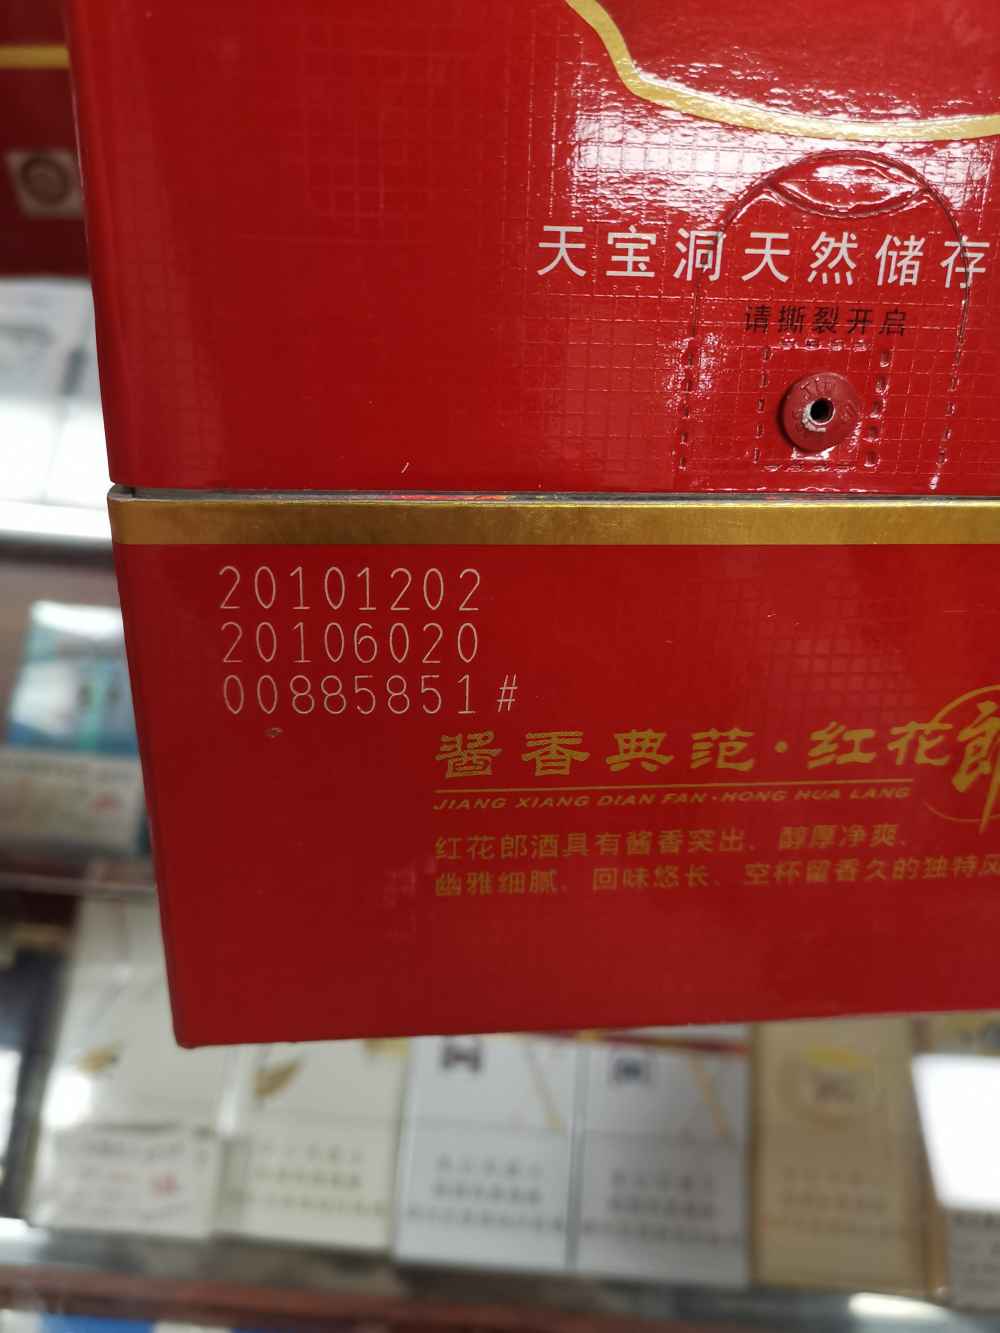 天宝洞天然储存
请撕裂开启
20101202
20106020
00885851#
酱香典范·红花郎
JIANG XIANG DIAN FAN·HONG HUA LANG
红花郎酒具有酱香突出、醇厚净爽、
幽雅细腻、回味悠长、空杯留香久的独特风